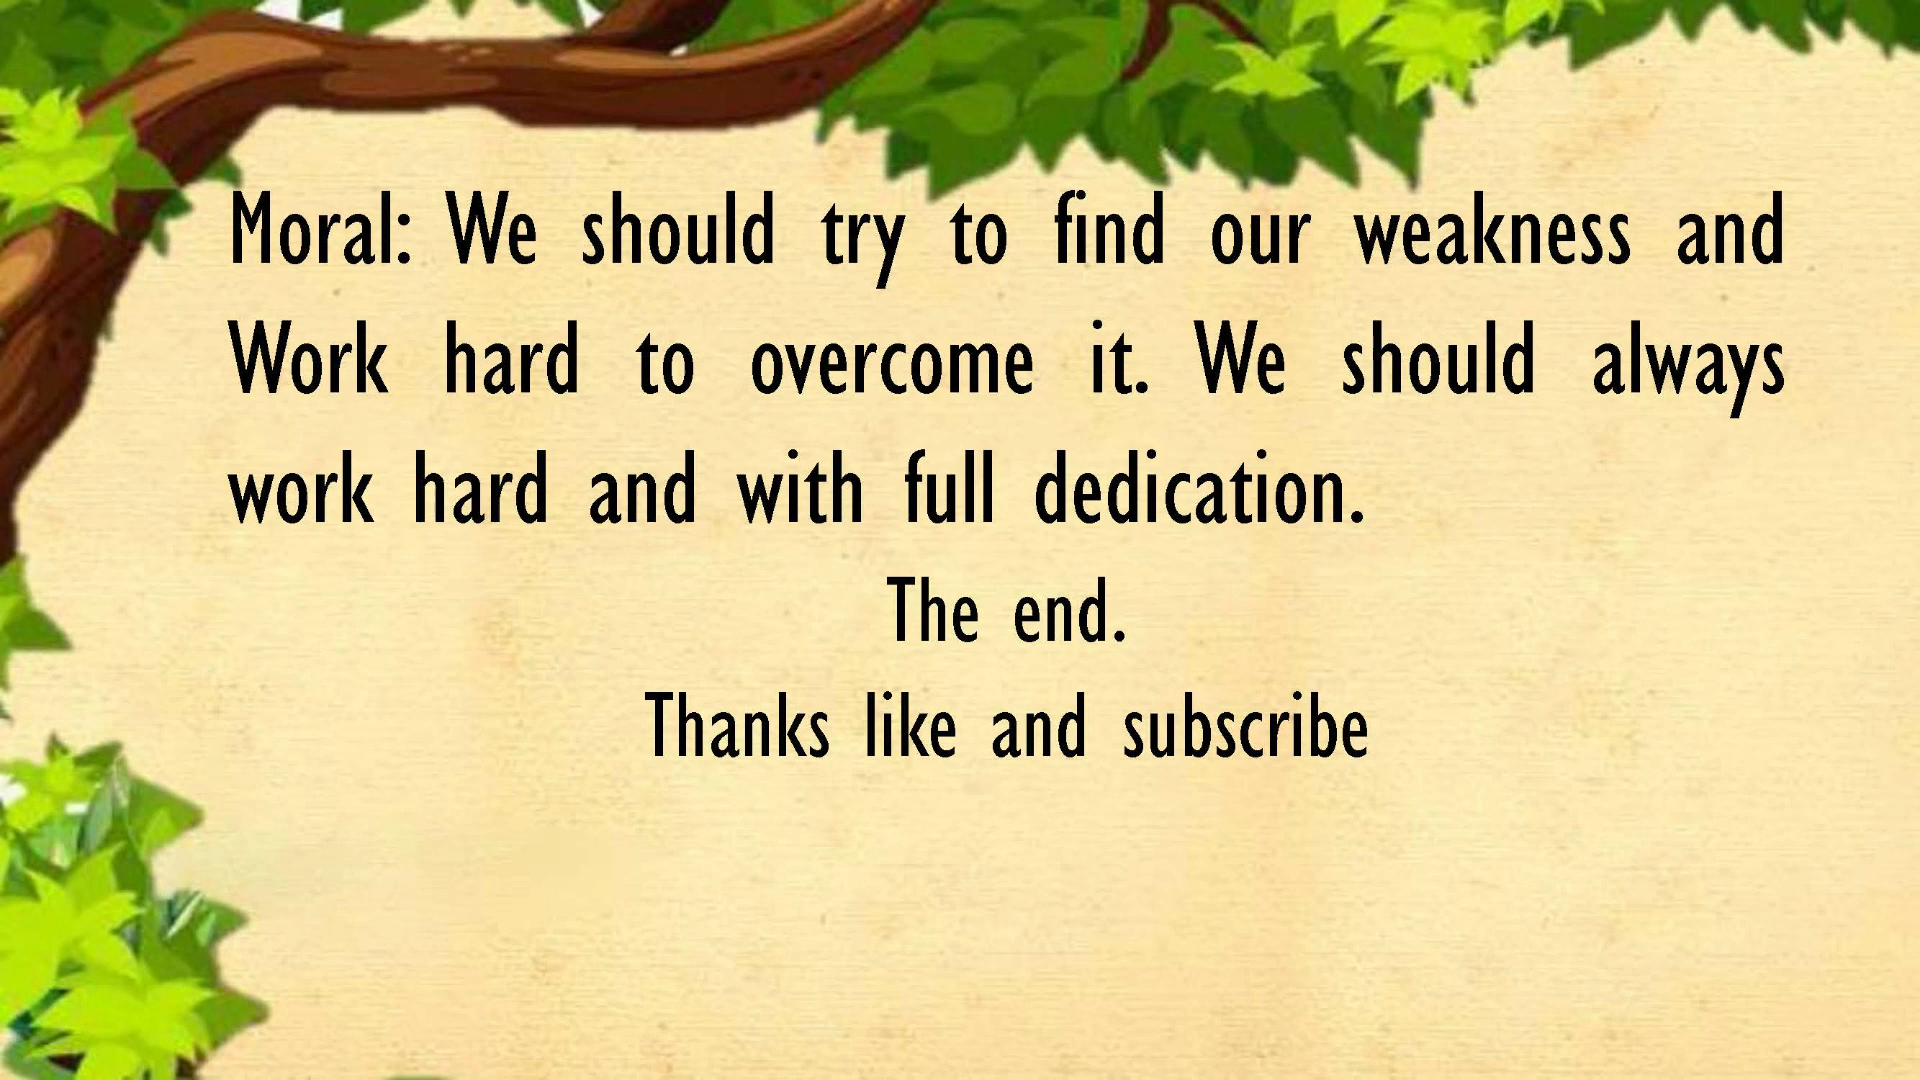 Moral: We should try to find our weakness and
Work hard to overcome it. We should always
work hard and with full dedication.
The end.
Thanks like and subscribe